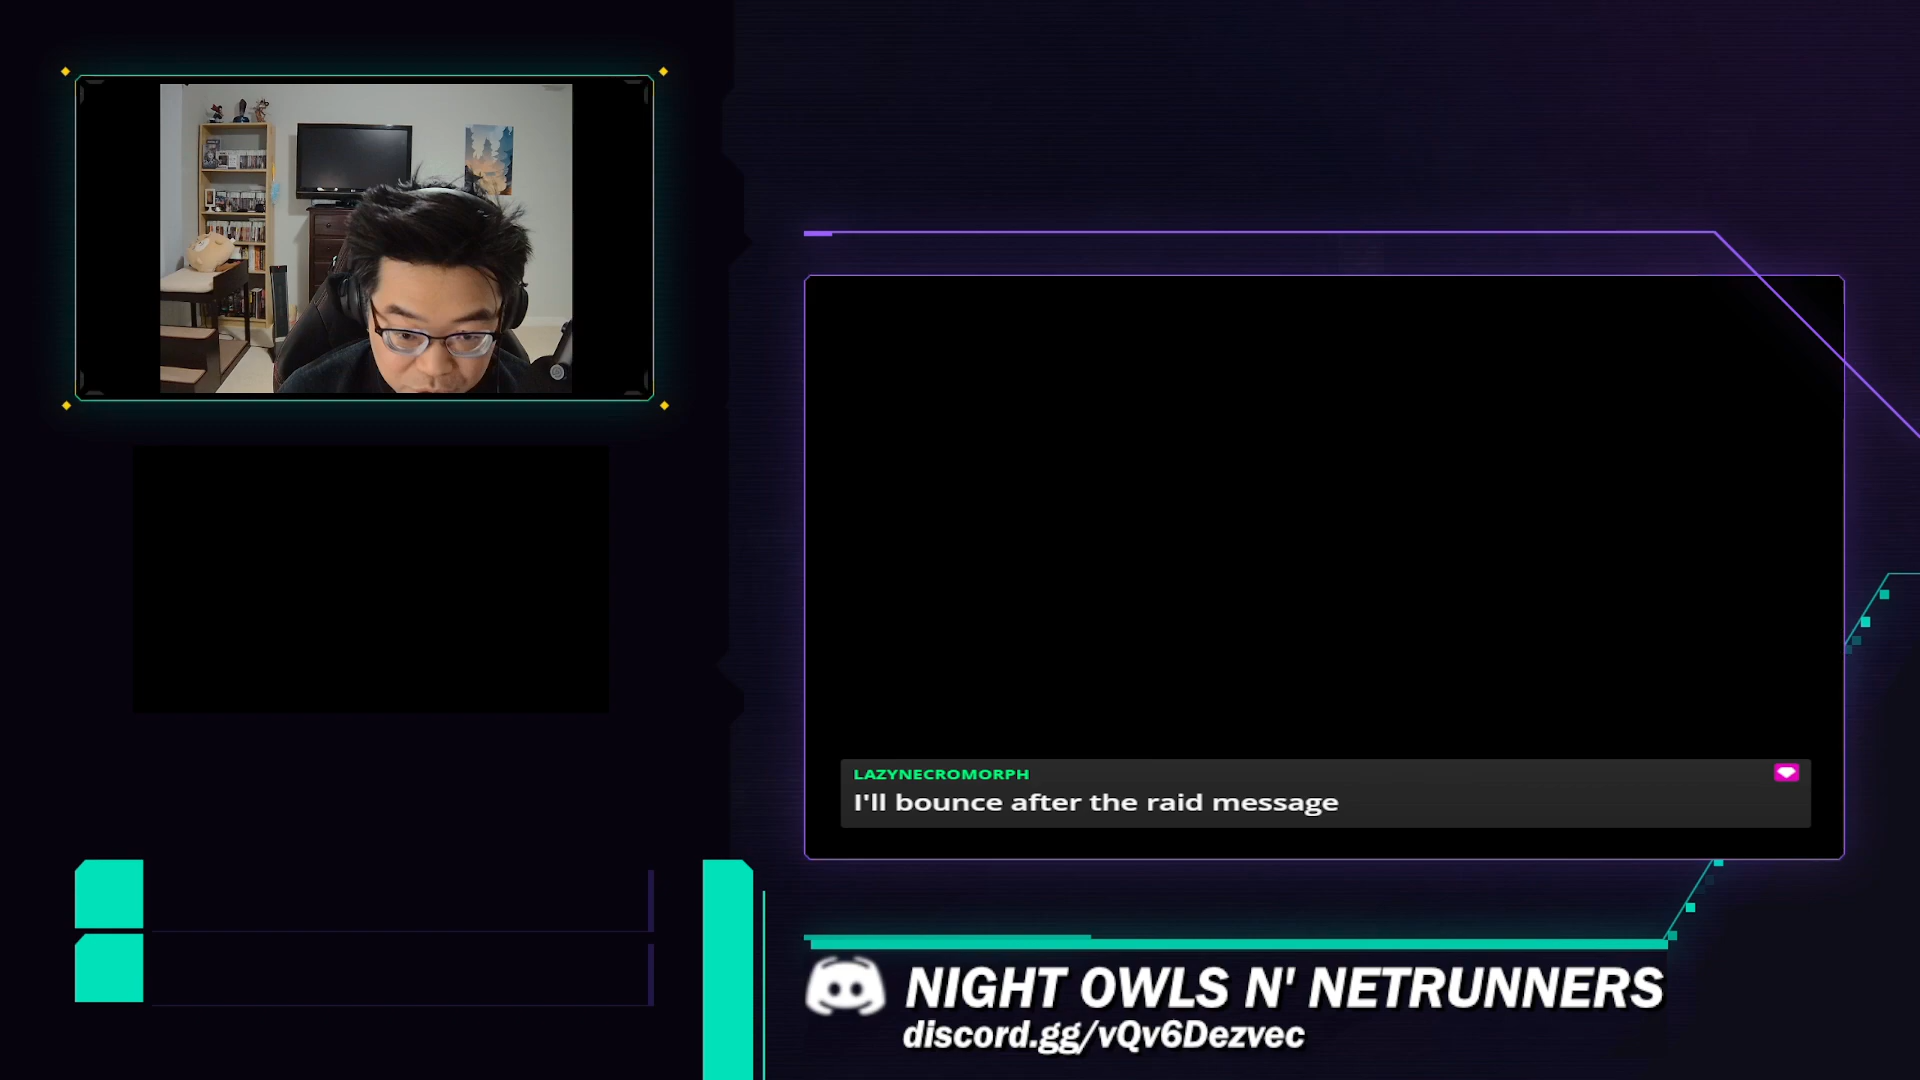 LAZYNECROMORPH
I'll bounce after the raid message
NIGHT OWLS N' NETRUNNERS
discord.gg/vQv6Dezvec